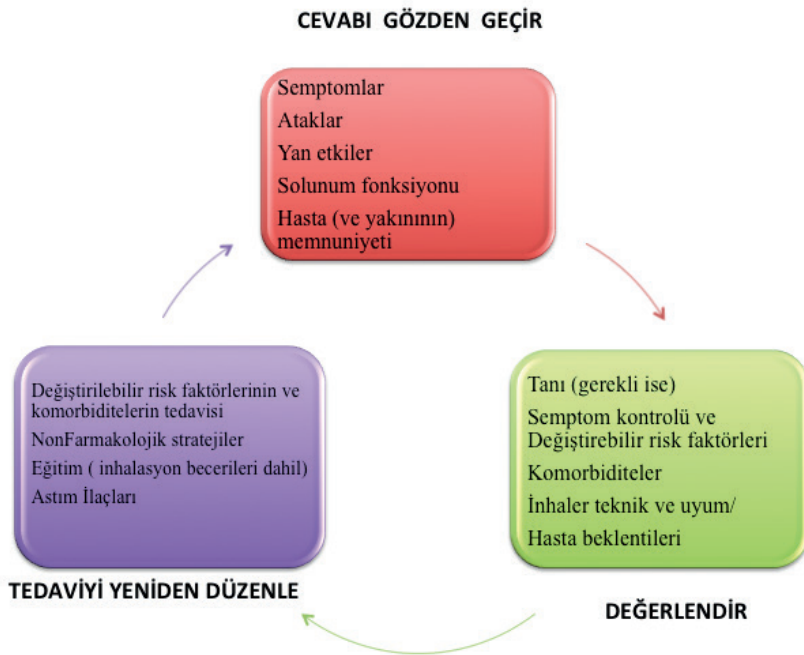 CEVABI GÖZDEN GEÇİR
Semptomlar
Ataklar
Yan etkiler
Solunum fonksiyonu
Hasta (ve yakınının)
memnuniyeti
Tanı (gerekli ise)
Semptom kontrolü ve
Değiştirebilir risk faktörleri
Komorbiditeler
İnhaler teknik ve uyum/
Hasta beklentileri
DEĞERLENDİR
Değiştirilebilir risk faktörlerinin ve
komorbiditelerin tedavisi
NonFarmakolojik stratejiler
Eğitim ( inhalasyon becerileri dahil)
Astım İlaçları
TEDAVİYİ YENİDEN DÜZENLE